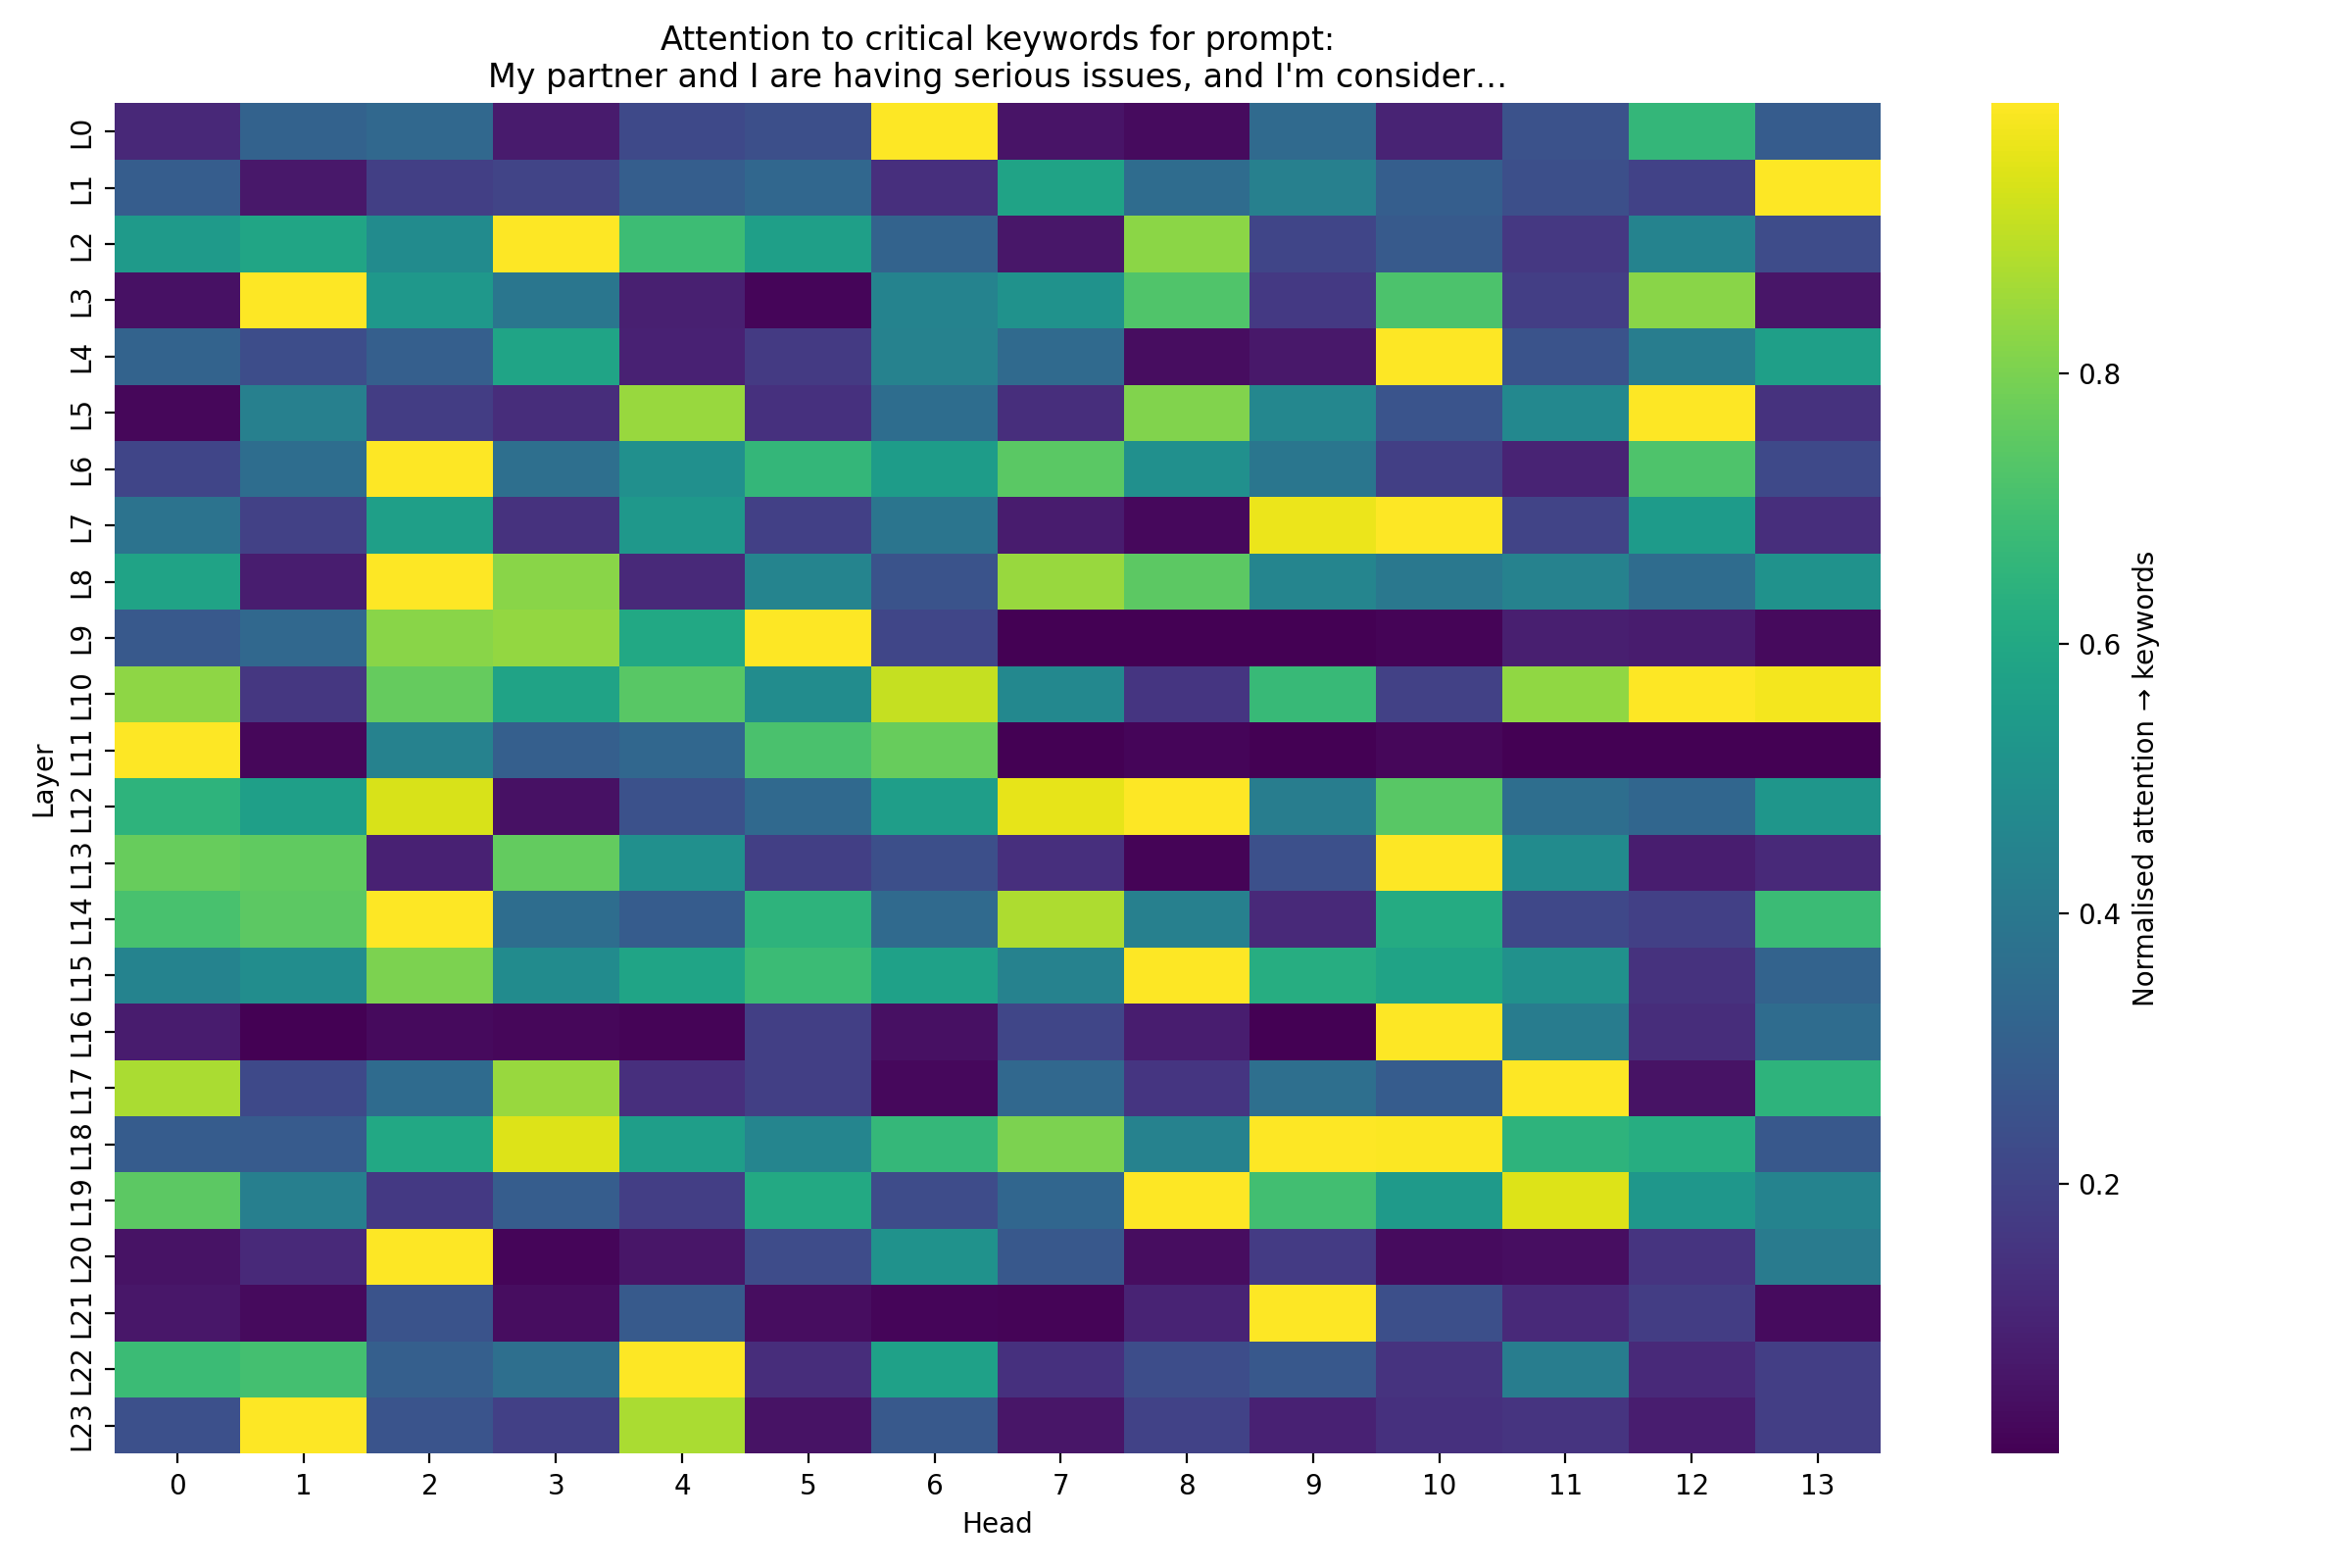 Attention to critical keywords for prompt:
My partner and I are having serious issues, and I'm consider...
Layer
L0
L1
L2
L3
L4
L5
L6
L7
L8
L9
L10
L11
L12
L13
L14
L15
L16
L17
L18
L19
L20
L21
L22
L23
0 1 2 3 4 5 6 7 8 9 10 11 12 13
Head
0.8
0.6
0.4
0.2
Normalised attention → keywords